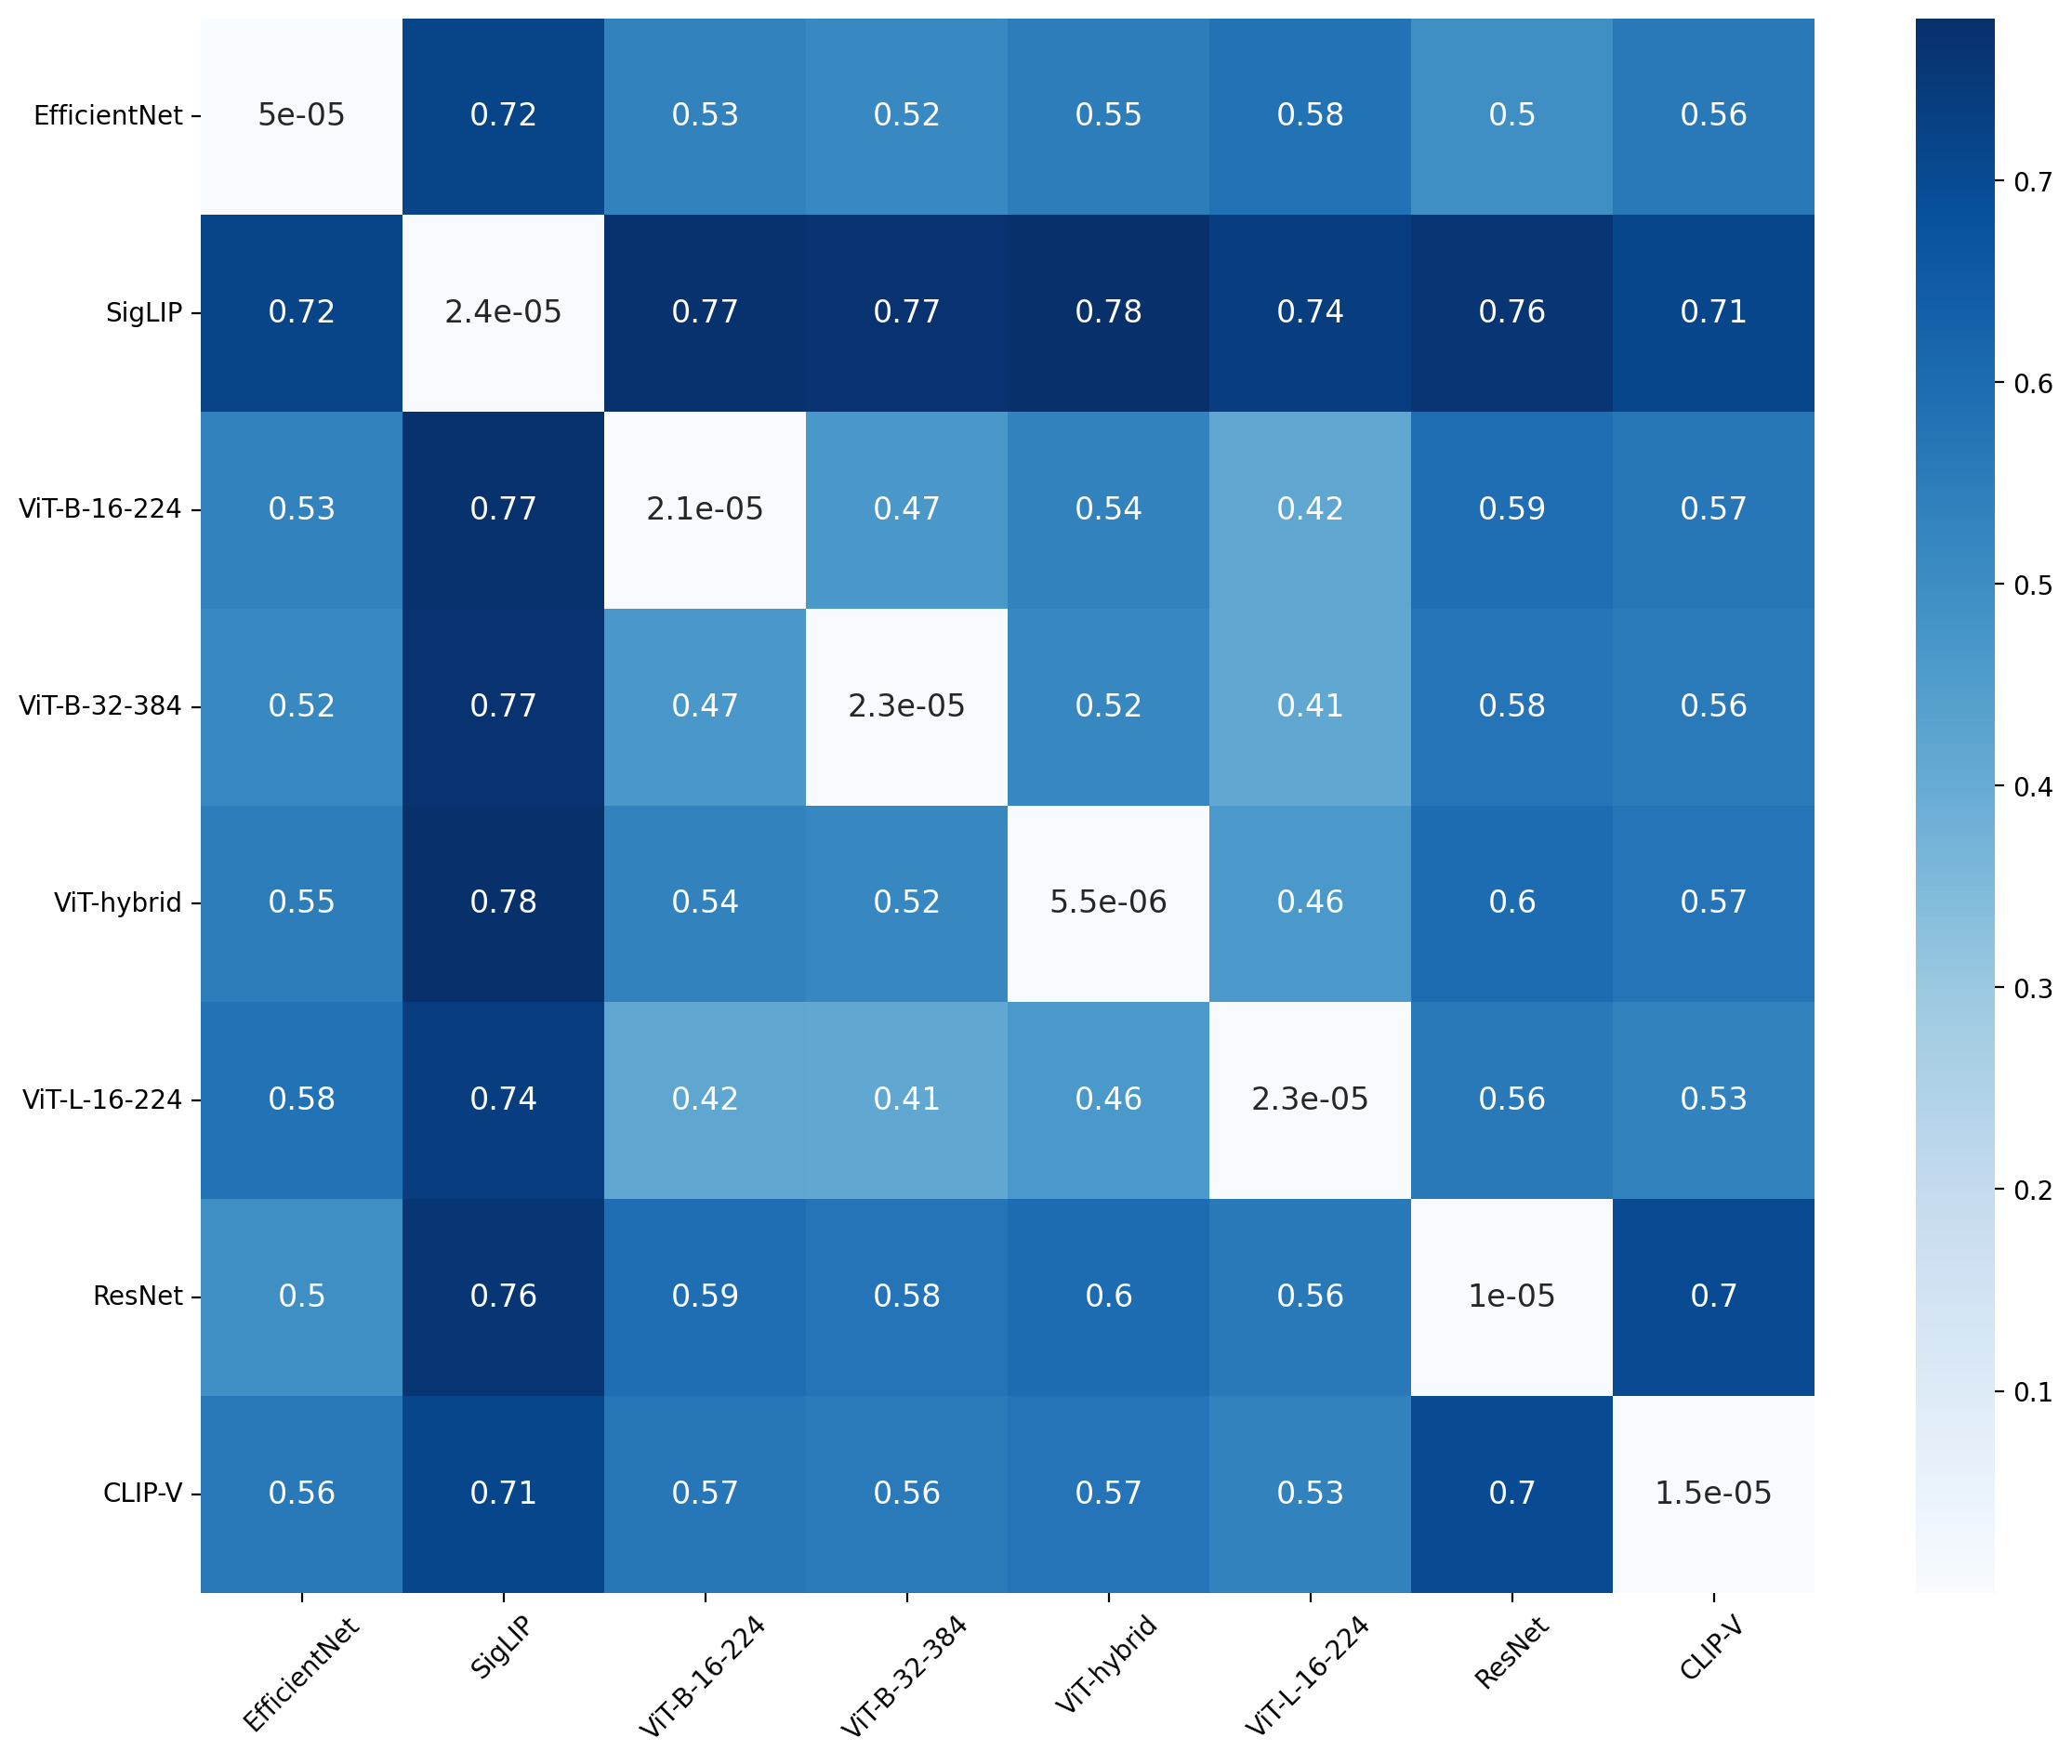 EfficientNet 5e-05 0.72 0.53 0.52 0.55 0.58 0.5 0.56
SigLIP 0.72 2.4e-05 0.77 0.77 0.78 0.74 0.76 0.71
ViT-B-16-224 0.53 0.77 2.1e-05 0.47 0.54 0.42 0.59 0.57
ViT-B-32-384 0.52 0.77 0.47 2.3e-05 0.52 0.41 0.58 0.56
ViT-hybrid 0.55 0.78 0.54 0.52 5.5e-06 0.46 0.6 0.57
ViT-L-16-224 0.58 0.74 0.42 0.41 0.46 2.3e-05 0.56 0.53
ResNet 0.5 0.76 0.59 0.58 0.6 0.56 1e-05 0.7
CLIP-V 0.56 0.71 0.57 0.56 0.57 0.53 0.7 1.5e-05
EfficientNet SigLIP ViT-B-16-224 ViT-B-32-384 ViT-hybrid ViT-L-16-224 ResNet CLIP-V
0.7
0.6
0.5
0.4
0.3
0.2
0.1